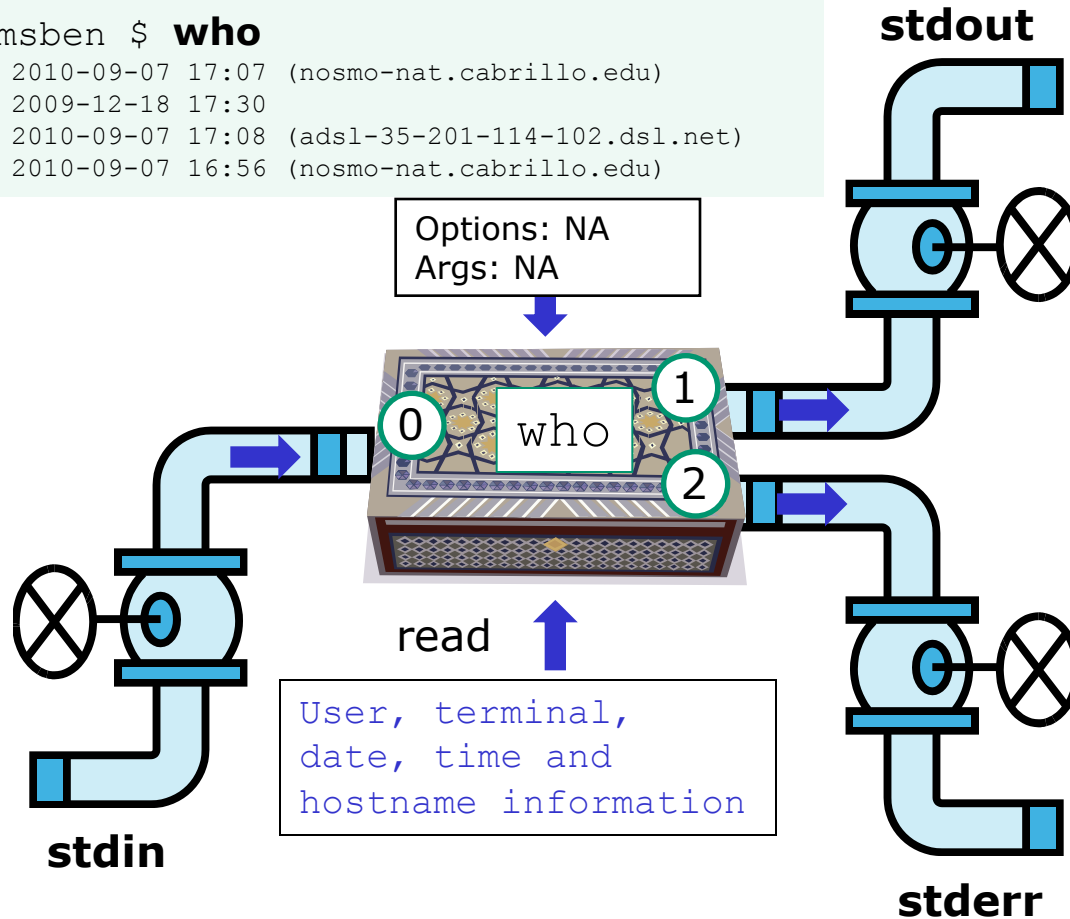 msben $ who
2010-09-07 17:07 (nosmo-nat.cabrillo.edu)
2009-12-18 17:30
2010-09-07 17:08 (adsl-35-201-114-102.dsl.net)
2010-09-07 16:56 (nosmo-nat.cabrillo.edu)
stdout
Options: NA
Args: NA
0
who
1
2
read
User, terminal,
date, time and
hostname information
stdin
stderr